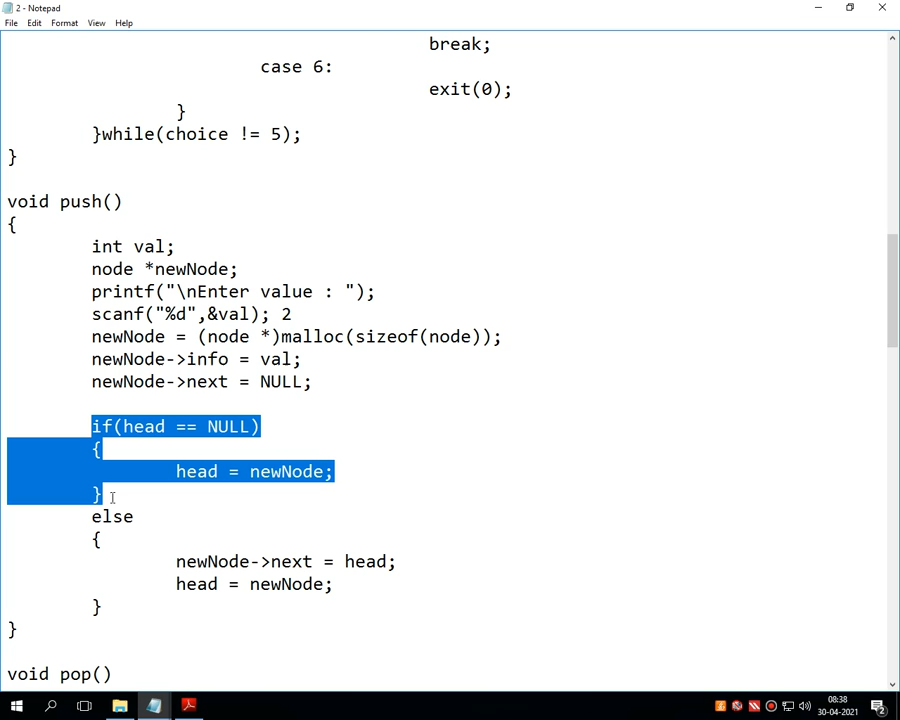 2 - Notepad
File Edit Format View Help
break;
case 6:
exit(0);
}
}while(choice != 5);
}
void push()
{
int val;
node *newNode;
printf("\nEnter value : ");
scanf("%d",&val); 2
newNode = (node *)malloc(sizeof(node));
newNode->info = val;
newNode->next = NULL;
if(head == NULL)
{
head = newNode;
}
else
{
newNode->next = head;
head = newNode;
}
}
void pop()
08:38
30-04-2021
2